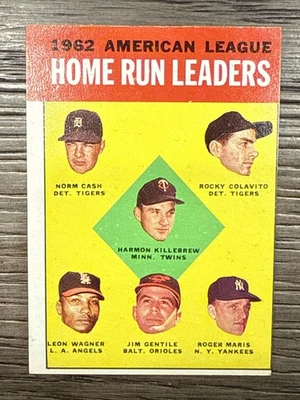 1962 AMERICAN LEAGUE
HOME RUN LEADERS
NORM CASH
DET. TIGERS
ROCKY COLAVITO
DET. TIGERS
HARMON KILLEBREW
MINN. TWINS
LEON WAGNER
L. A. ANGELS
JIM GENTILE
BALT. ORIOLES
ROGER MARIS
N. Y. YANKEES